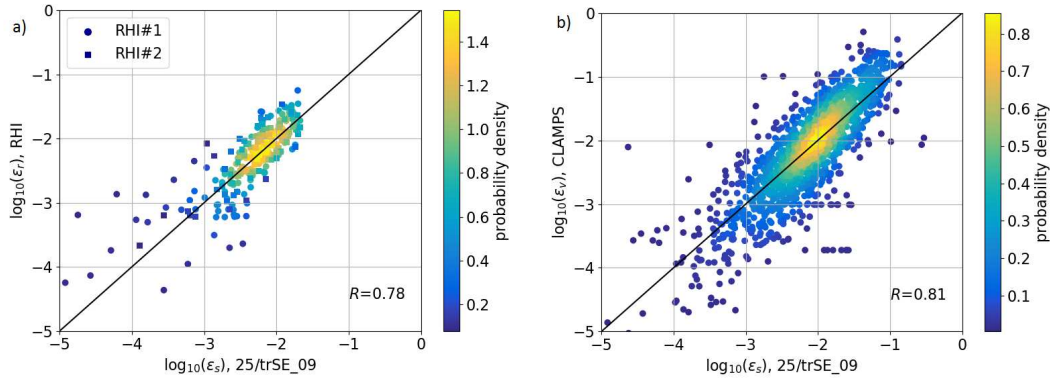 a)
RHI#1
RHI#2
0
−1
−2
−3
−4
−5
log₁₀(εᵣ), RHI
R=0.78
−5 −4 −3 −2 −1 0
log₁₀(εₛ), 25/trSE_09
1.4
1.2
1.0
0.8
0.6
0.4
0.2
probability density
b)
0
−1
−2
−3
−4
−5
log₁₀(εᵥ), CLAMPS
R=0.81
−5 −4 −3 −2 −1 0
log₁₀(εₛ), 25/trSE_09
0.8
0.7
0.6
0.5
0.4
0.3
0.2
0.1
probability density